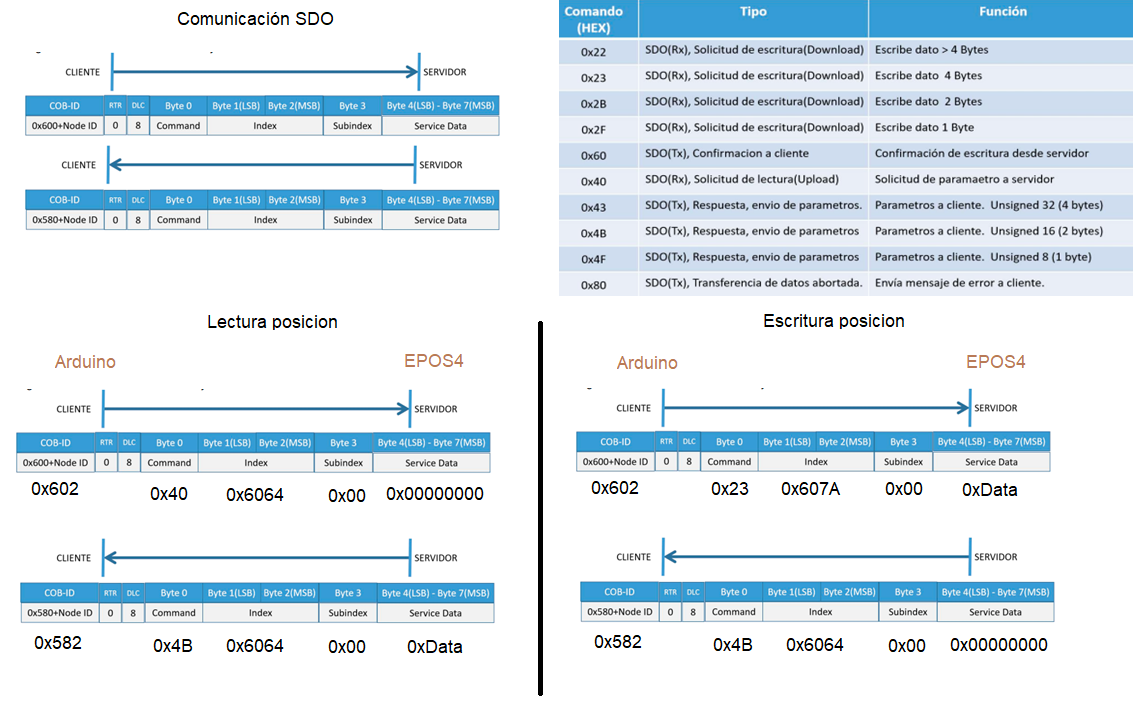 Comunicación SDO
CLIENTE SERVIDOR
COB-ID RTR DLC Byte 0 Byte 1(LSB) Byte 2(MSB) Byte 3 Byte 4(LSB) - Byte 7(MSB)
0x600+Node ID 0 8 Command Index Subindex Service Data
CLIENTE SERVIDOR
COB-ID RTR DLC Byte 0 Byte 1(LSB) Byte 2(MSB) Byte 3 Byte 4(LSB) - Byte 7(MSB)
0x580+Node ID 0 8 Command Index Subindex Service Data
Comando (HEX) Tipo Función
0x22 SDO(Rx), Solicitud de escritura(Download) Escribe dato > 4 Bytes
0x23 SDO(Rx), Solicitud de escritura(Download) Escribe dato 4 Bytes
0x2B SDO(Rx), Solicitud de escritura(Download) Escribe dato 2 Bytes
0x2F SDO(Rx), Solicitud de escritura(Download) Escribe dato 1 Byte
0x60 SDO(Tx), Confirmacion a cliente Confirmación de escritura desde servidor
0x40 SDO(Rx), Solicitud de lectura(Upload) Solicitud de paramaetro a servidor
0x43 SDO(Tx), Respuesta, envio de parametros. Parametros a cliente. Unsigned 32 (4 bytes)
0x4B SDO(Tx), Respuesta, envio de parametros Parametros a cliente. Unsigned 16 (2 bytes)
0x4F SDO(Tx), Respuesta, envio de parametros Parametros a cliente. Unsigned 8 (1 byte)
0x80 SDO(Tx), Transferencia de datos abortada. Envía mensaje de error a cliente.
Lectura posicion
Arduino EPOS4
CLIENTE SERVIDOR
COB-ID RTR DLC Byte 0 Byte 1(LSB) Byte 2(MSB) Byte 3 Byte 4(LSB) - Byte 7(MSB)
0x600+Node ID 0 8 Command Index Subindex Service Data
0x602 0x40 0x6064 0x00 0x00000000
CLIENTE SERVIDOR
COB-ID RTR DLC Byte 0 Byte 1(LSB) Byte 2(MSB) Byte 3 Byte 4(LSB) - Byte 7(MSB)
0x580+Node ID 0 8 Command Index Subindex Service Data
0x582 0x4B 0x6064 0x00 0xData
Escritura posicion
Arduino EPOS4
CLIENTE SERVIDOR
COB-ID RTR DLC Byte 0 Byte 1(LSB) Byte 2(MSB) Byte 3 Byte 4(LSB) - Byte 7(MSB)
0x600+Node ID 0 8 Command Index Subindex Service Data
0x602 0x23 0x607A 0x00 0xData
CLIENTE SERVIDOR
COB-ID RTR DLC Byte 0 Byte 1(LSB) Byte 2(MSB) Byte 3 Byte 4(LSB) - Byte 7(MSB)
0x580+Node ID 0 8 Command Index Subindex Service Data
0x582 0x4B 0x6064 0x00 0x00000000